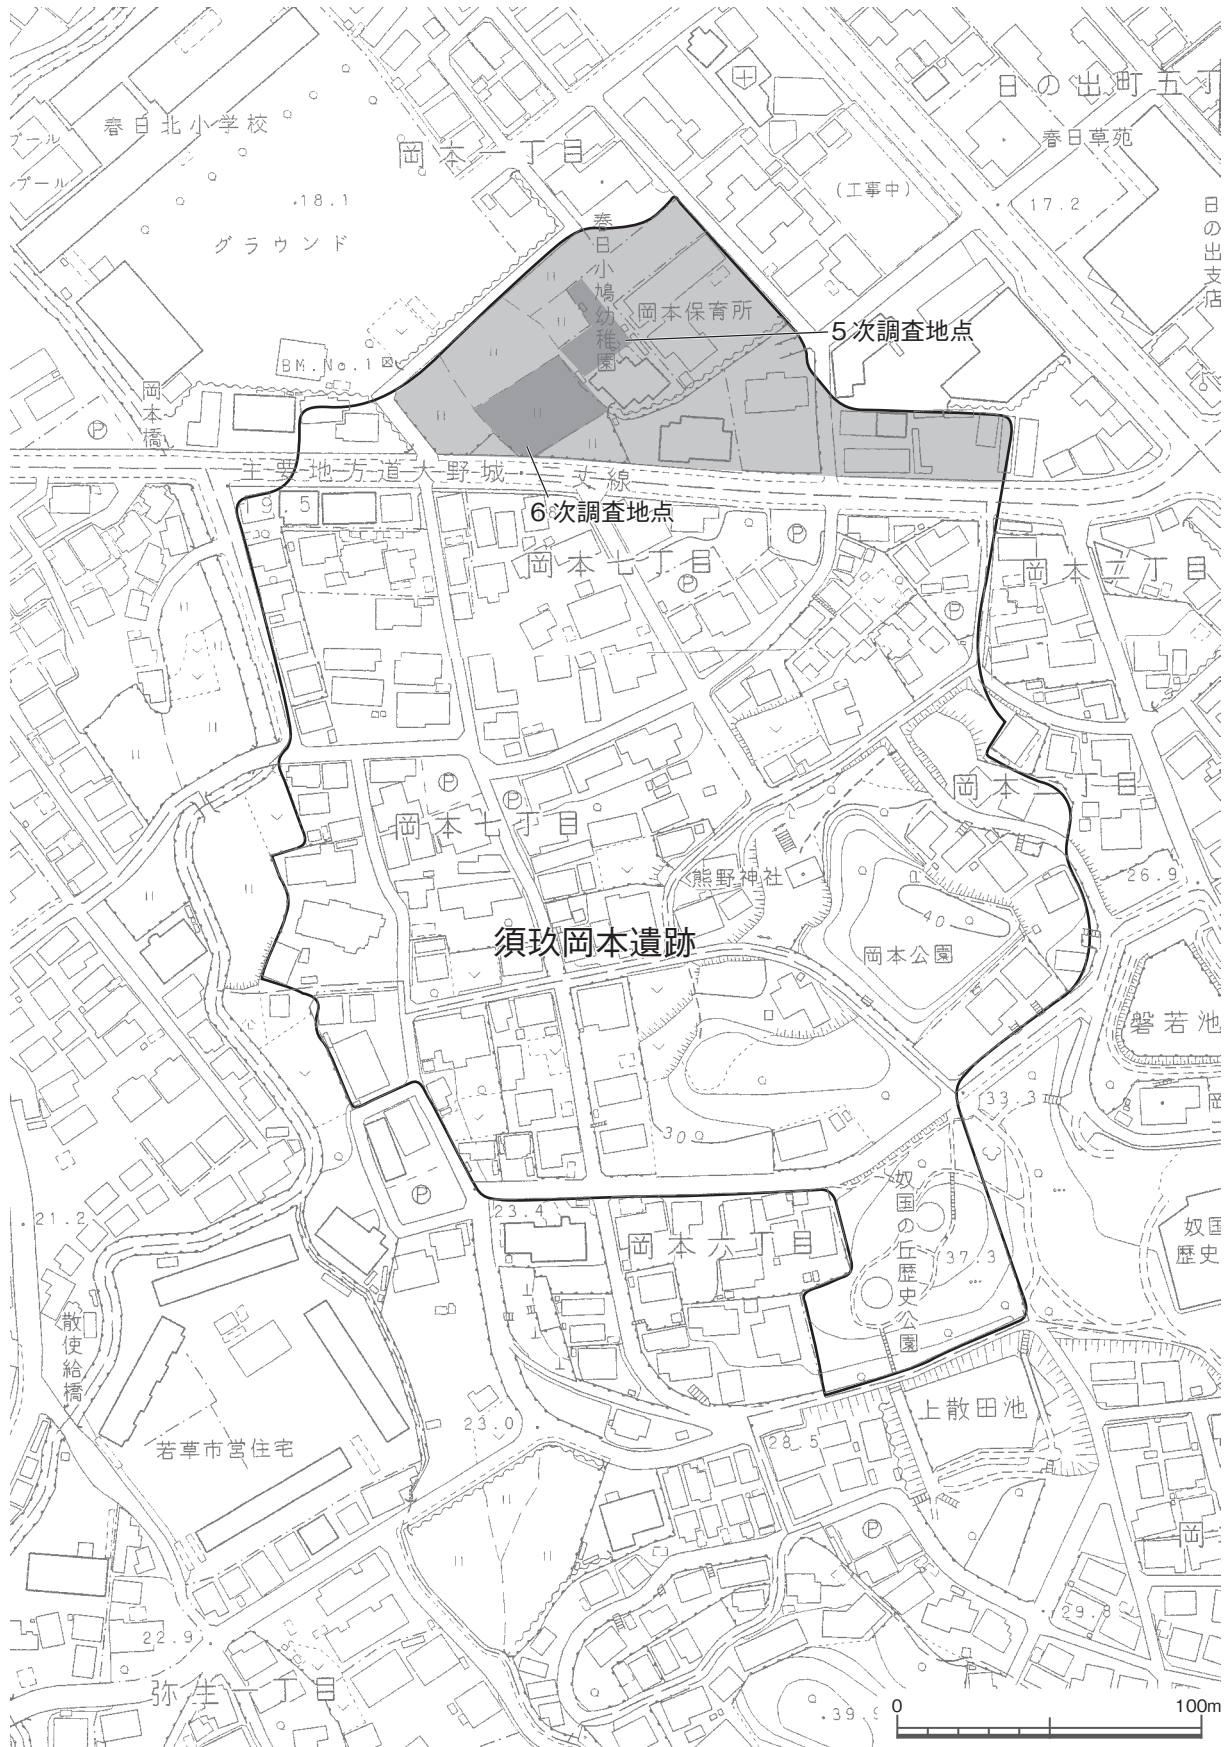 日の出町五丁
春日北小学校
プール
岡本一丁目
春日草苑
プール
(工事中)
.18.1
17.2
春日小鳩幼稚園
日の出支店
グラウンド
岡本保育所
5次調査地点
BM.No.1
岡本橋
P
主要地方道大野城・二丈線
19.5
6次調査地点
P
岡本七丁目
P
岡本三丁目
P
P
P
岡本七丁目
岡本二丁目
熊野神社
26.9
40
須玖岡本遺跡
岡本公園
磐若池
33.3
30
P
奴国の丘歴史公園
.21.2
23.4
岡本六丁目
奴国
歴史
37.3
散使給橋
上散田池
23.0
28.5
若草市営住宅
P
岡
29.8
22.9
弥生一丁目
.39.9
0
100m